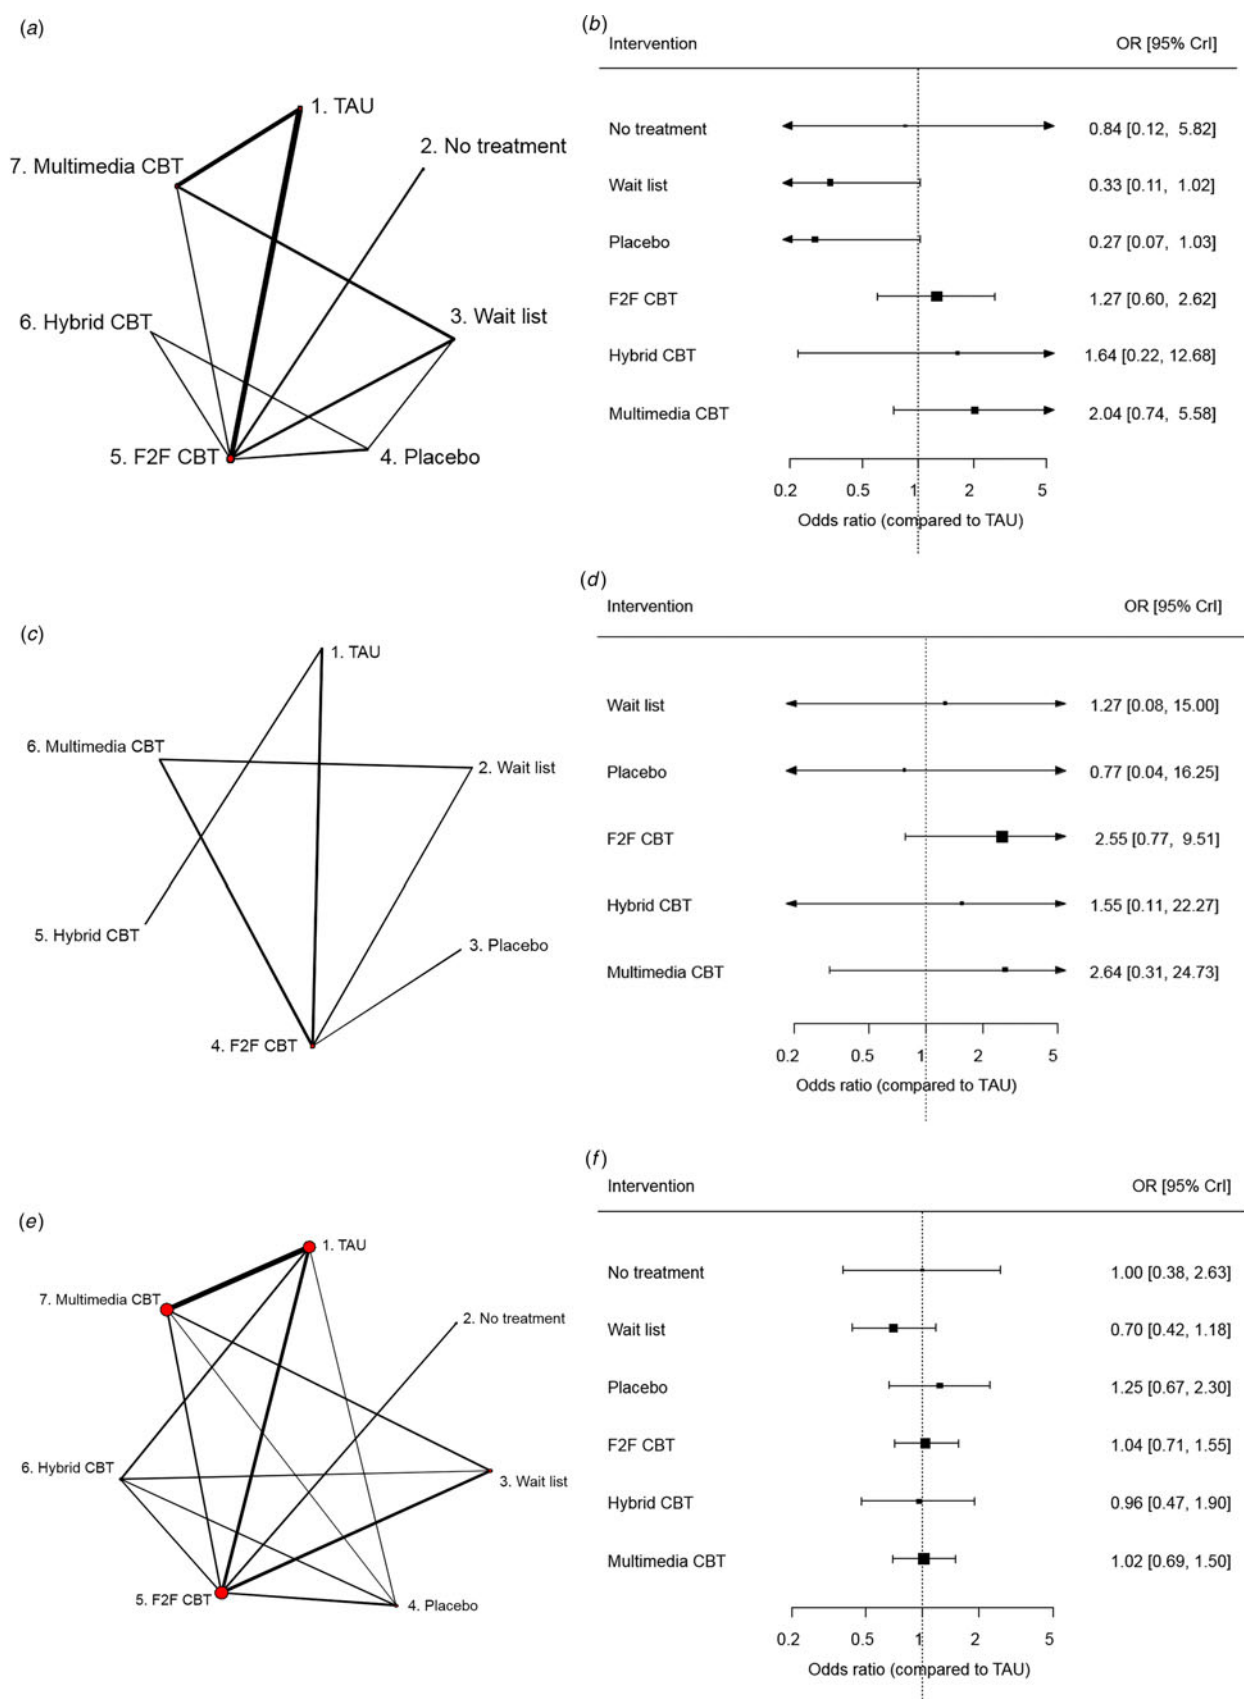 (a)
1. TAU
2. No treatment
7. Multimedia CBT
6. Hybrid CBT
3. Wait list
5. F2F CBT
4. Placebo
(b)
Intervention OR [95% Crl]
No treatment 0.84 [0.12, 5.82]
Wait list 0.33 [0.11, 1.02]
Placebo 0.27 [0.07, 1.03]
F2F CBT 1.27 [0.60, 2.62]
Hybrid CBT 1.64 [0.22, 12.68]
Multimedia CBT 2.04 [0.74, 5.58]
0.2 0.5 1 2 5
Odds ratio (compared to TAU)
(c)
1. TAU
6. Multimedia CBT
2. Wait list
5. Hybrid CBT
3. Placebo
4. F2F CBT
(d)
Intervention OR [95% Crl]
Wait list 1.27 [0.08, 15.00]
Placebo 0.77 [0.04, 16.25]
F2F CBT 2.55 [0.77, 9.51]
Hybrid CBT 1.55 [0.11, 22.27]
Multimedia CBT 2.64 [0.31, 24.73]
0.2 0.5 1 2 5
Odds ratio (compared to TAU)
(e)
1. TAU
7. Multimedia CBT
2. No treatment
6. Hybrid CBT
3. Wait list
5. F2F CBT
4. Placebo
(f)
Intervention OR [95% Crl]
No treatment 1.00 [0.38, 2.63]
Wait list 0.70 [0.42, 1.18]
Placebo 1.25 [0.67, 2.30]
F2F CBT 1.04 [0.71, 1.55]
Hybrid CBT 0.96 [0.47, 1.90]
Multimedia CBT 1.02 [0.69, 1.50]
0.2 0.5 1 2 5
Odds ratio (compared to TAU)